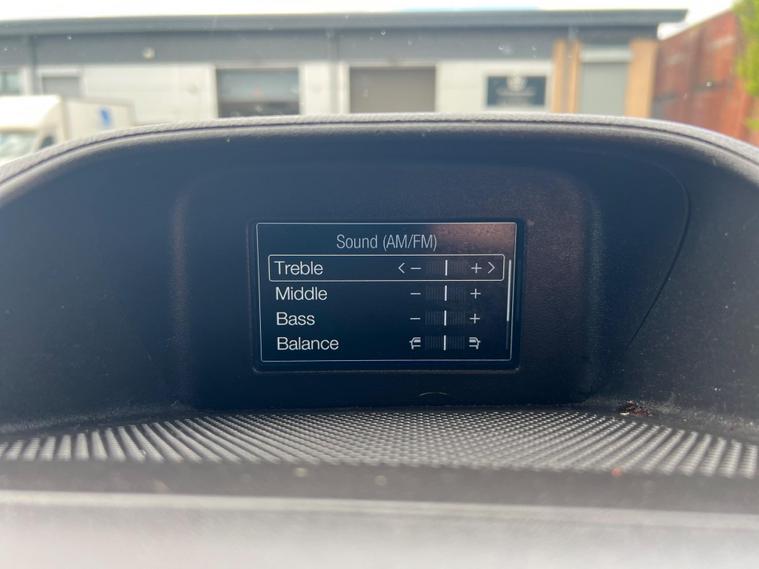 Sound (AM/FM)
Treble < - + >
Middle - +
Bass - +
Balance